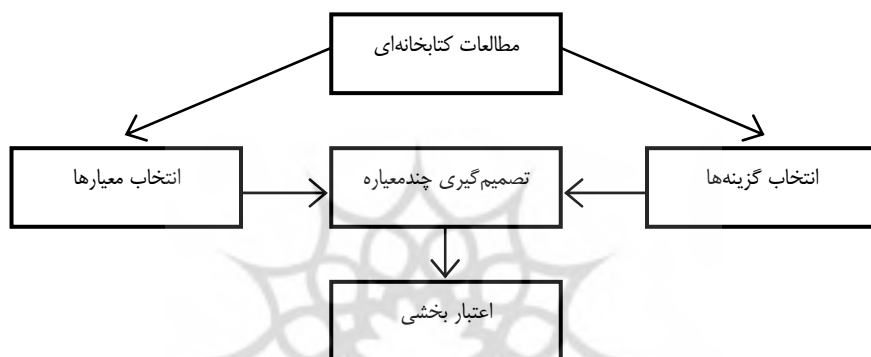 مطالعات کتابخانه‌ای
انتخاب گزینه‌ها
تصمیم‌گیری چندمعیاره
انتخاب معیارها
اعتبار بخشی